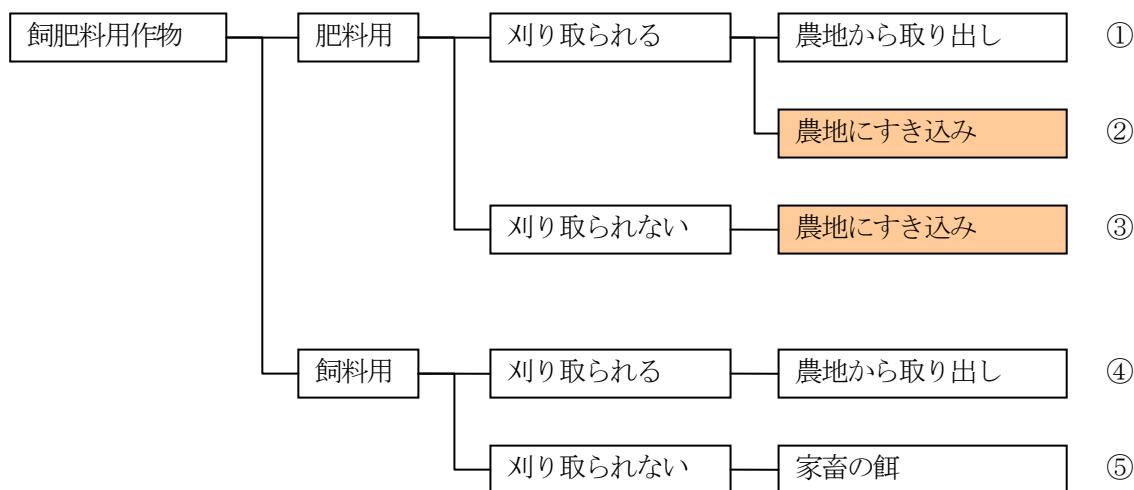 飼肥料用作物 肥料用 刈り取られる 農地から取り出し ①
農地にすき込み ②
刈り取られない 農地にすき込み ③
飼料用 刈り取られる 農地から取り出し ④
刈り取られない 家畜の餌 ⑤